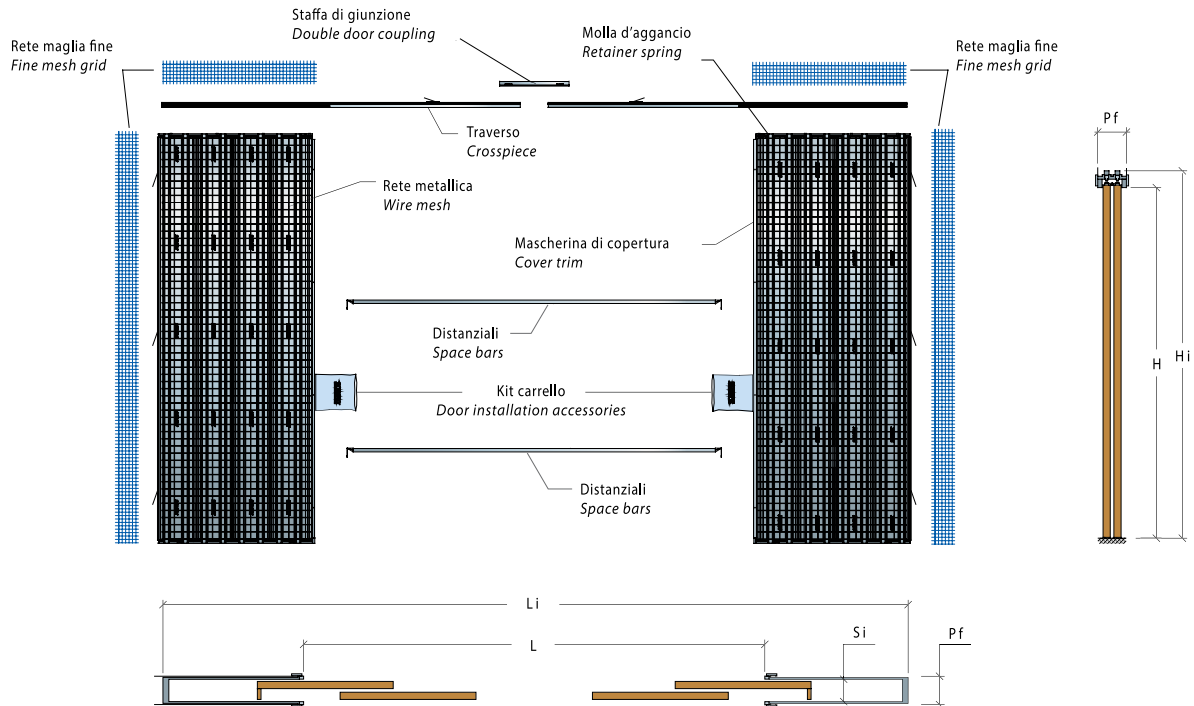 Staffa di giunzione
Double door coupling
Molla d'aggancio
Retainer spring
Rete maglia fine
Fine mesh grid
Rete maglia fine
Fine mesh grid
Traverso
Crosspiece
Pf
Rete metallica
Wire mesh
Mascherina di copertura
Cover trim
Distanziali
Space bars
H
Hi
Kit carrello
Door installation accessories
Distanziali
Space bars
Li
L
Si
Pf